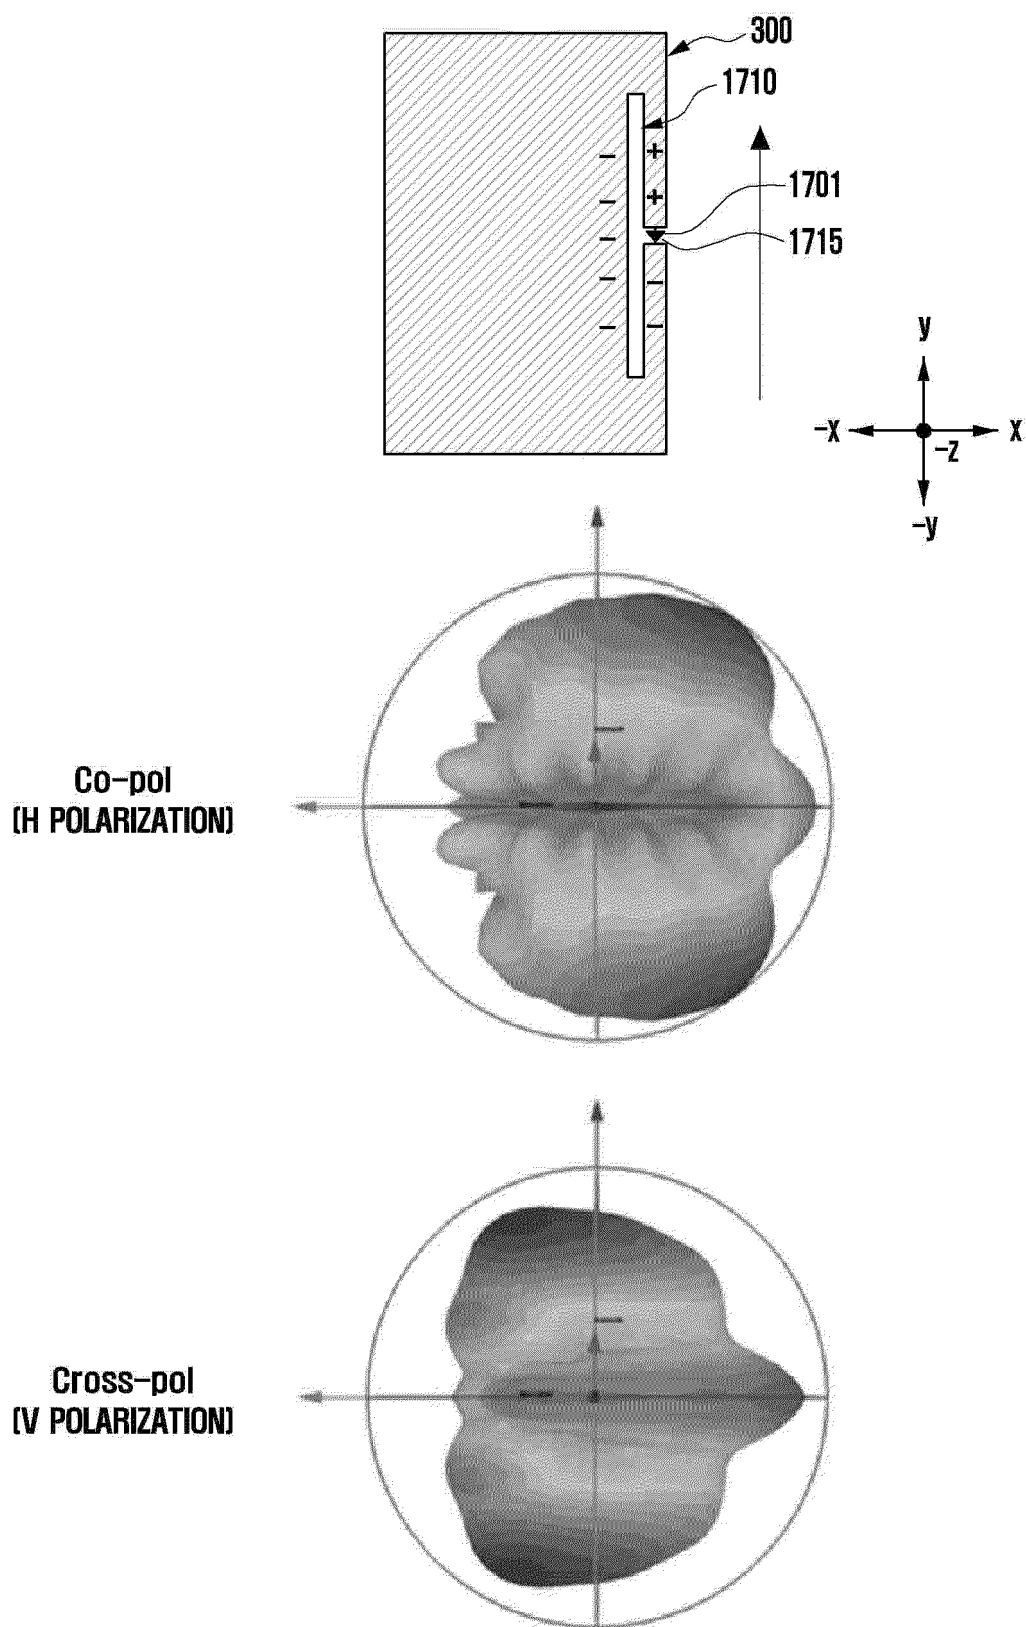 300
1710
+
+
1701
1715
−
−
−
−
−
−
−
y
-x
x
-z
-y
Co-pol
(H POLARIZATION)
Cross-pol
(V POLARIZATION)